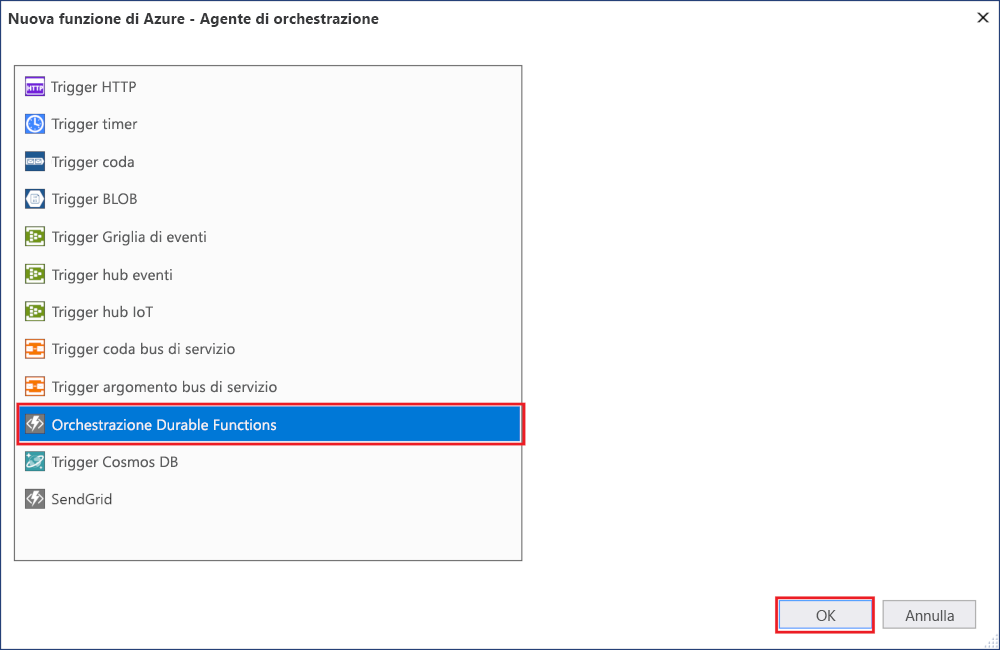 Nuova funzione di Azure - Agente di orchestrazione
HTTP Trigger HTTP
Trigger timer
Trigger coda
Trigger BLOB
Trigger Griglia di eventi
Trigger hub eventi
Trigger hub IoT
Trigger coda bus di servizio
Trigger argomento bus di servizio
Orchestrazione Durable Functions
Trigger Cosmos DB
SendGrid
OK Annulla